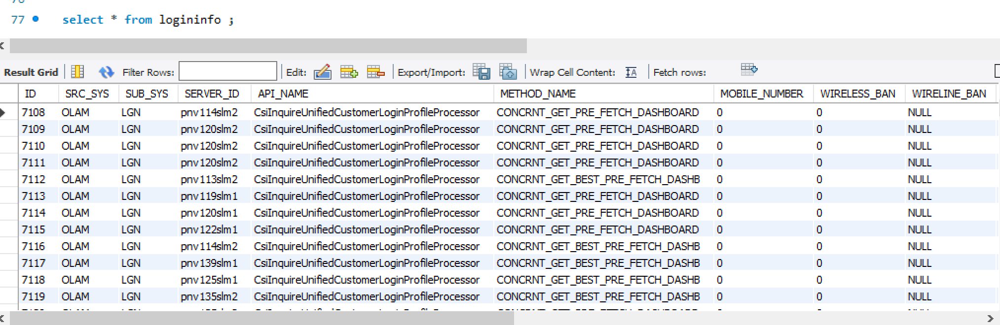 77 select * from logininfo ;
Result Grid Filter Rows: Edit: Export/Import: Wrap Cell Content: Fetch rows:
ID SRC_SYS SUB_SYS SERVER_ID API_NAME METHOD_NAME MOBILE_NUMBER WIRELESS_BAN WIRELINE_BAN
7108 OLAM LGN pnv114slm2 CsiInquireUnifiedCustomerLoginProfileProcessor CONCRNT_GET_PRE_FETCH_DASHBOARD 0 0 NULL
7109 OLAM LGN pnv120slm2 CsiInquireUnifiedCustomerLoginProfileProcessor CONCRNT_GET_PRE_FETCH_DASHBOARD 0 0 NULL
7110 OLAM LGN pnv120slm2 CsiInquireUnifiedCustomerLoginProfileProcessor CONCRNT_GET_PRE_FETCH_DASHBOARD 0 0 NULL
7111 OLAM LGN pnv120slm2 CsiInquireUnifiedCustomerLoginProfileProcessor CONCRNT_GET_PRE_FETCH_DASHBOARD 0 0 NULL
7112 OLAM LGN pnv113slm2 CsiInquireUnifiedCustomerLoginProfileProcessor CONCRNT_GET_BEST_PRE_FETCH_DASHB 0 0 NULL
7113 OLAM LGN pnv119slm1 CsiInquireUnifiedCustomerLoginProfileProcessor CONCRNT_GET_PRE_FETCH_DASHBOARD 0 0 NULL
7114 OLAM LGN pnv120slm1 CsiInquireUnifiedCustomerLoginProfileProcessor CONCRNT_GET_PRE_FETCH_DASHBOARD 0 0 NULL
7115 OLAM LGN pnv122slm1 CsiInquireUnifiedCustomerLoginProfileProcessor CONCRNT_GET_PRE_FETCH_DASHBOARD 0 0 NULL
7116 OLAM LGN pnv114slm2 CsiInquireUnifiedCustomerLoginProfileProcessor CONCRNT_GET_BEST_PRE_FETCH_DASHB 0 0 NULL
7117 OLAM LGN pnv139slm1 CsiInquireUnifiedCustomerLoginProfileProcessor CONCRNT_GET_BEST_PRE_FETCH_DASHB 0 0 NULL
7118 OLAM LGN pnv125slm1 CsiInquireUnifiedCustomerLoginProfileProcessor CONCRNT_GET_BEST_PRE_FETCH_DASHB 0 0 NULL
7119 OLAM LGN pnv135slm2 CsiInquireUnifiedCustomerLoginProfileProcessor CONCRNT_GET_BEST_PRE_FETCH_DASHB 0 0 NULL